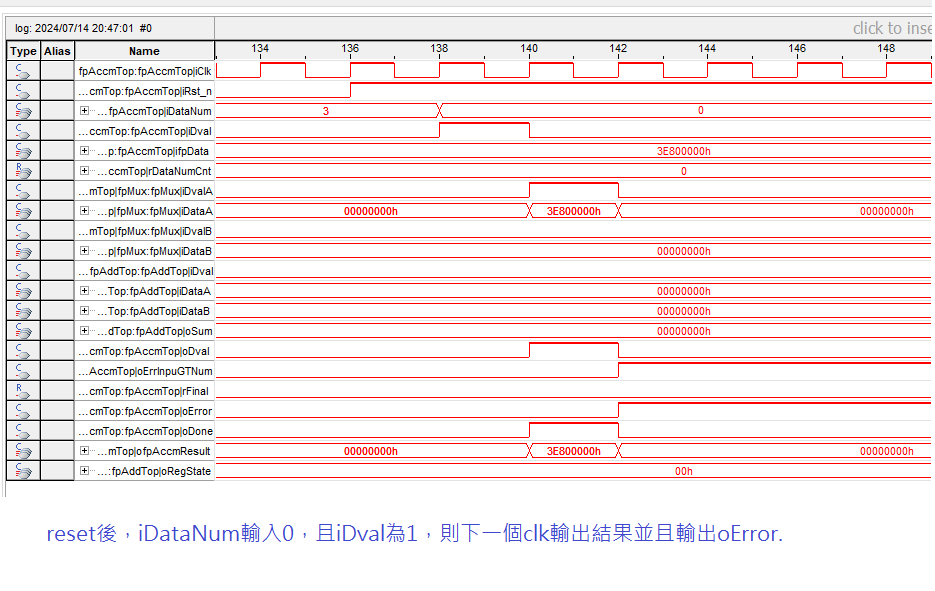 log: 2024/07/14 20:47:01 #0
click to inse
Type Alias Name 134 136 138 140 142 144 146 148
fpAccmTop:fpAccmTop|iClk
...cmTop:fpAccmTop|iRst_n
...fpAccmTop|iDataNum 3 0
...ccmTop:fpAccmTop|iDval
...p:fpAccmTop|ifpData 3E800000h
...ccmTop|rDataNumCnt 0
...mTop|fpMux:fpMux|iDvalA
...p|fpMux:fpMux|iDataA 00000000h 3E800000h 00000000h
...mTop|fpMux:fpMux|iDvalB
...p|fpMux:fpMux|iDataB 00000000h
...fpAddTop:fpAddTop|iDval
...Top:fpAddTop|iDataA 00000000h
...Top:fpAddTop|iDataB 00000000h
...dTop:fpAddTop|oSum 00000000h
...cmTop:fpAccmTop|oDval
...AccmTop|oErrInpuGTNum
...cmTop:fpAccmTop|rFinal
...cmTop:fpAccmTop|oError
...cmTop:fpAccmTop|oDone
...mTop|ofpAccmResult 00000000h 3E800000h 00000000h
...:fpAddTop|oRegState 00h
reset後，iDataNum輸入0，且iDval為1，則下一個clk輸出結果並且輸出oError.